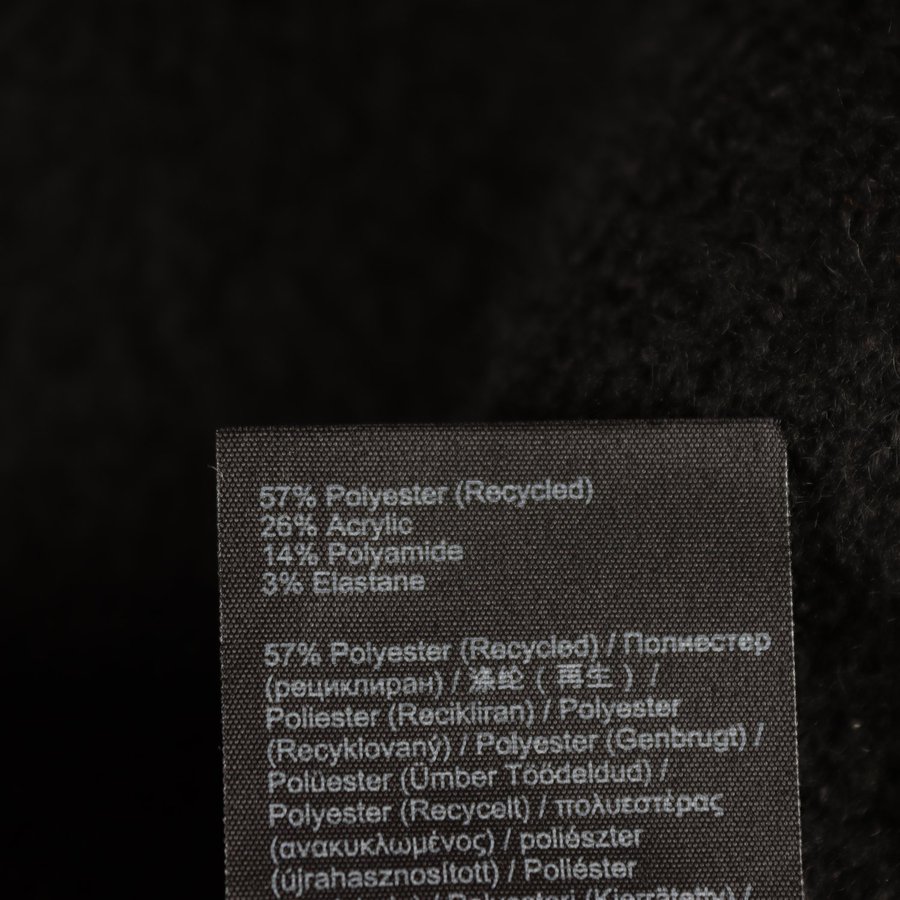 57% Polyester (Recycled)
26% Acrylic
14% Polyamide
3% Elastane
57% Polyester (Recycled) / Полиестер
(рециклиран) / 涤纶 ( 再生 ) /
Poliester (Recikliran) / Polyester
(Recyklovaný) / Polyester (Genbrugt) /
Polüester (Ümber Töödeldud) /
Polyester (Recycelt) / πολυεστέρας
(ανακυκλωμένος) / poliészter
(újrahasznosított) / Poliéster
/ (Kierrätetty) /